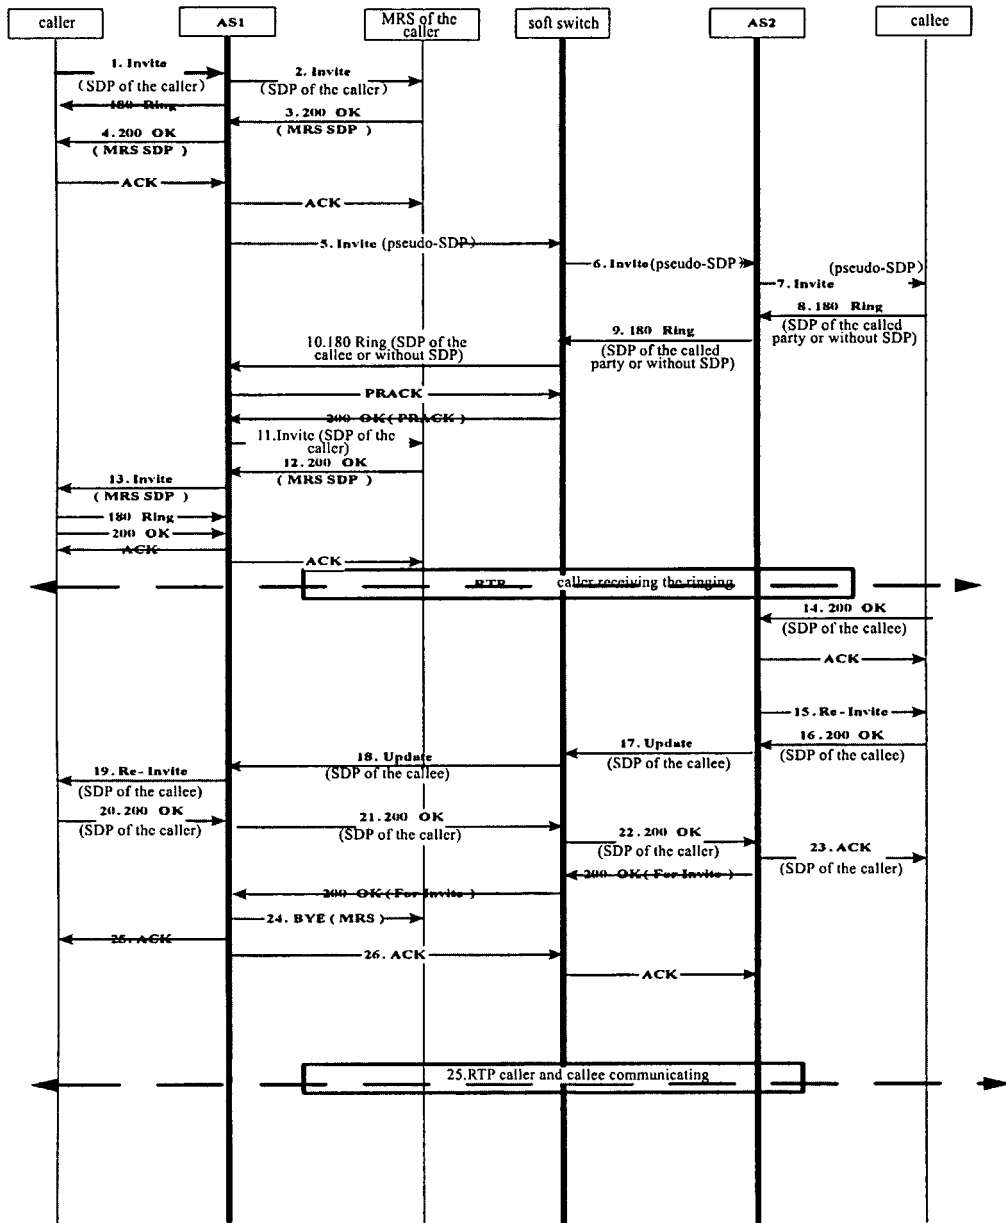 caller
AS1
MRS of the
caller
soft switch
AS2
callee
1. Invite
(SDP of the caller)
2. Invite
(SDP of the caller)
180 Ring
3.200 OK
( MRS SDP )
4.200 OK
( MRS SDP )
ACK
ACK
5. Invite (pseudo-SDP)
6. Invite(pseudo-SDP)
(pseudo-SDP)
7. Invite
8.180 Ring
(SDP of the called
party or without SDP)
9. 180 Ring
(SDP of the called
party or without SDP)
10.180 Ring (SDP of the
callee or without SDP)
PRACK
200 OK( PRACK )
11.Invite (SDP of the
caller)
12.200 OK
( MRS SDP )
13. Invite
( MRS SDP )
180 Ring
200 OK
ACK
ACK
RTP caller receiving the ringing
14. 200 OK
(SDP of the callee)
ACK
15. Re-Invite
16.200 OK
(SDP of the callee)
17. Update
(SDP of the callee)
18. Update
(SDP of the callee)
19. Re-Invite
(SDP of the callee)
20.200 OK
(SDP of the caller)
21.200 OK
(SDP of the caller)
22.200 OK
(SDP of the caller)
23. ACK
(SDP of the caller)
200 OK( For Invite )
200 OK( For Invite )
24. BYE ( MRS )
25. ACK
26. ACK
ACK
25.RTP caller and callee communicating